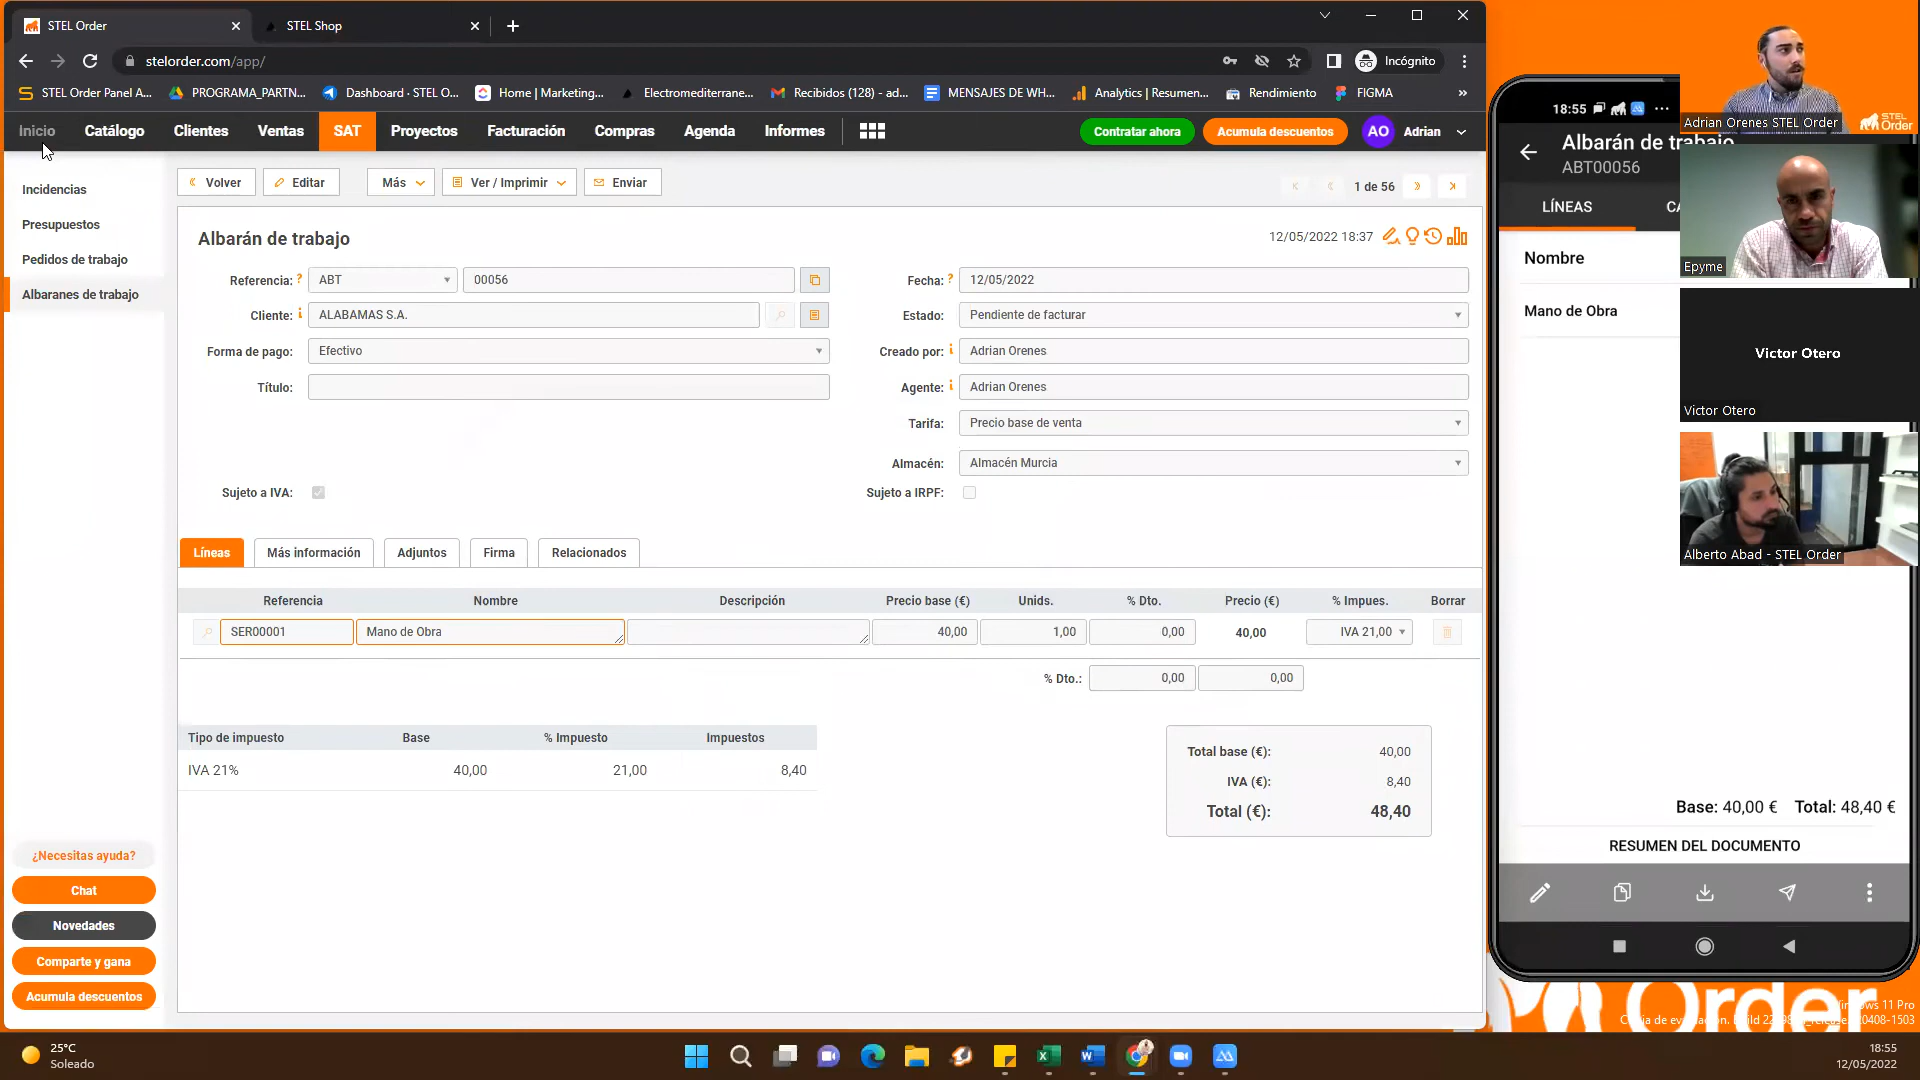 STEL Order
STEL Shop
stelorder.com/app/
Incógnito
STEL Order Panel A...
PROGRAMA_PARTN...
Dashboard · STEL O...
Home | Marketing...
Electromediterrane...
Recibidos (128) - ad...
MENSAJES DE WH...
Analytics | Resumen...
Rendimiento
FIGMA
»
Inicio
Catálogo
Clientes
Ventas
SAT
Proyectos
Facturación
Compras
Agenda
Informes
Contratar ahora
Acumula descuentos
AO
Adrian
Incidencias
Presupuestos
Pedidos de trabajo
Albaranes de trabajo
¿Necesitas ayuda?
Chat
Novedades
Comparte y gana
Acumula descuentos
Volver
Editar
Más
Ver / Imprimir
Enviar
1 de 56
Albarán de trabajo
12/05/2022 18:37
Referencia: ?
ABT
00056
Fecha: ?
12/05/2022
Cliente: i
ALABAMAS S.A.
Estado:
Pendiente de facturar
Forma de pago:
Efectivo
Creado por: i
Adrian Orenes
Título:
Agente: i
Adrian Orenes
Tarifa:
Precio base de venta
Almacén:
Almacén Murcia
Sujeto a IVA:
Sujeto a IRPF:
Líneas
Más información
Adjuntos
Firma
Relacionados
Referencia
Nombre
Descripción
Precio base (€)
Unids.
% Dto.
Precio (€)
% Impues.
Borrar
SER00001
Mano de Obra
40,00
1,00
0,00
40,00
IVA 21,00
% Dto.:
0,00
0,00
Tipo de impuesto
Base
% Impuesto
Impuestos
IVA 21%
40,00
21,00
8,40
Total base (€):
40,00
IVA (€):
8,40
Total (€):
48,40
18:55
Albarán de trabajo
ABT00056
LÍNEAS
CA
Nombre
Mano de Obra
Base: 40,00 €
Total: 48,40 €
RESUMEN DEL DOCUMENTO
Adrian Orenes STEL Order
STEL
Order
Epyme
Victor Otero
Victor Otero
Alberto Abad - STEL Order
Order
25°C
Soleado
18:55
12/05/2022